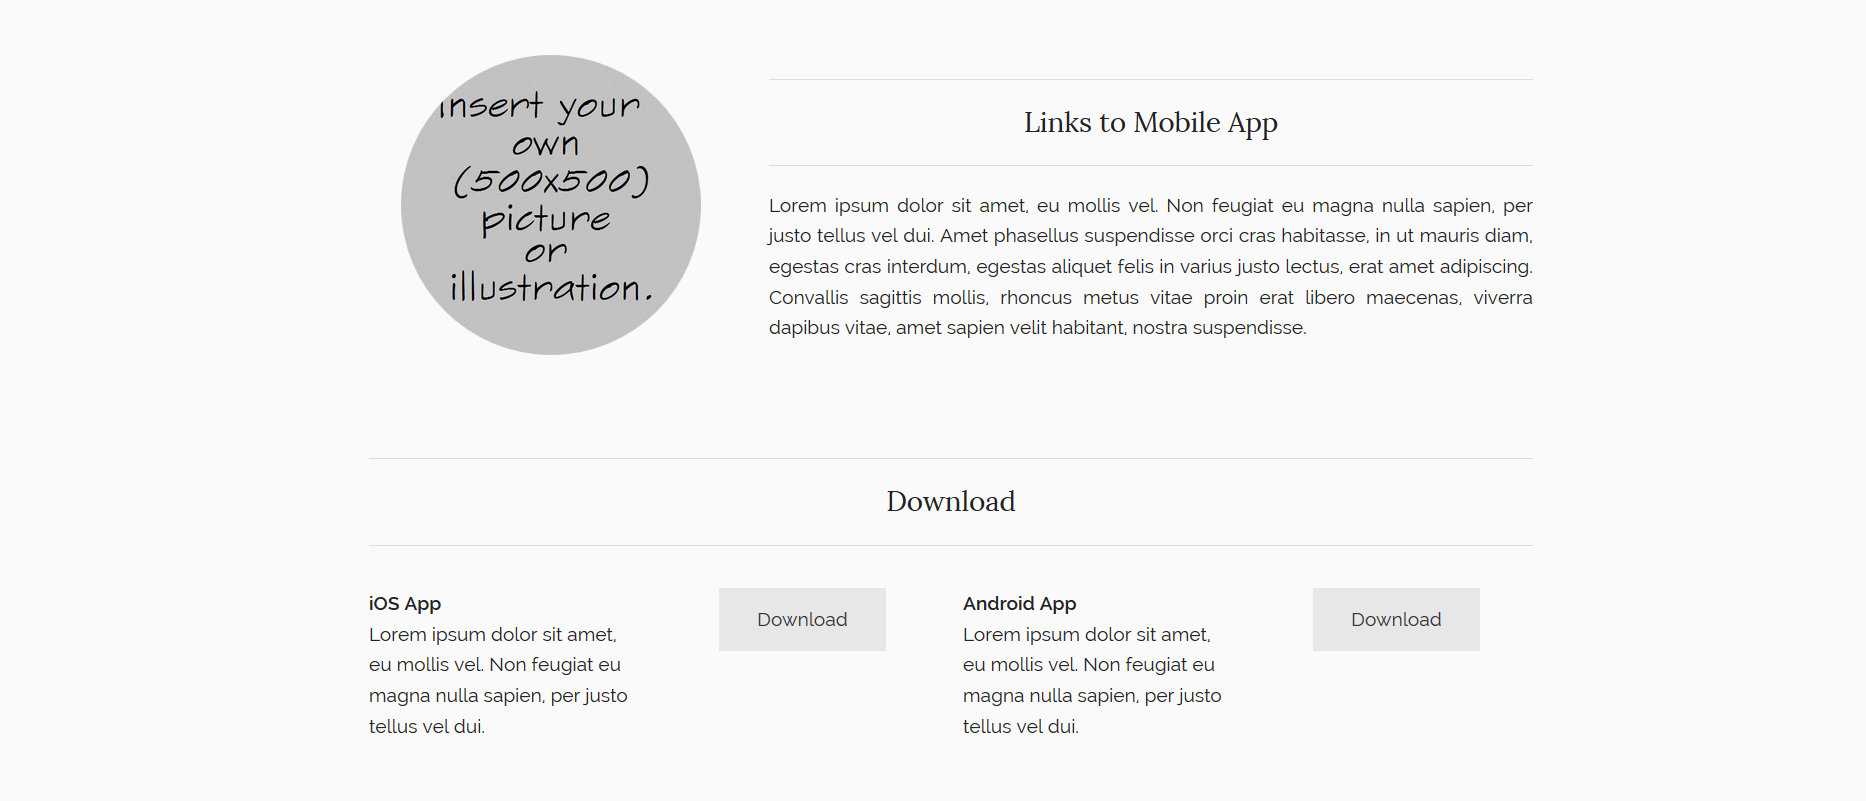 insert your
own
(500x500)
picture
or
illustration.
Links to Mobile App
Lorem ipsum dolor sit amet, eu mollis vel. Non feugiat eu magna nulla sapien, per
justo tellus vel dui. Amet phasellus suspendisse orci cras habitasse, in ut mauris diam,
egestas cras interdum, egestas aliquet felis in varius justo lectus, erat amet adipiscing.
Convallis sagittis mollis, rhoncus metus vitae proin erat libero maecenas, viverra
dapibus vitae, amet sapien velit habitant, nostra suspendisse.
Download
iOS App
Lorem ipsum dolor sit amet,
eu mollis vel. Non feugiat eu
magna nulla sapien, per justo
tellus vel dui.
Download
Android App
Lorem ipsum dolor sit amet,
eu mollis vel. Non feugiat eu
magna nulla sapien, per justo
tellus vel dui.
Download